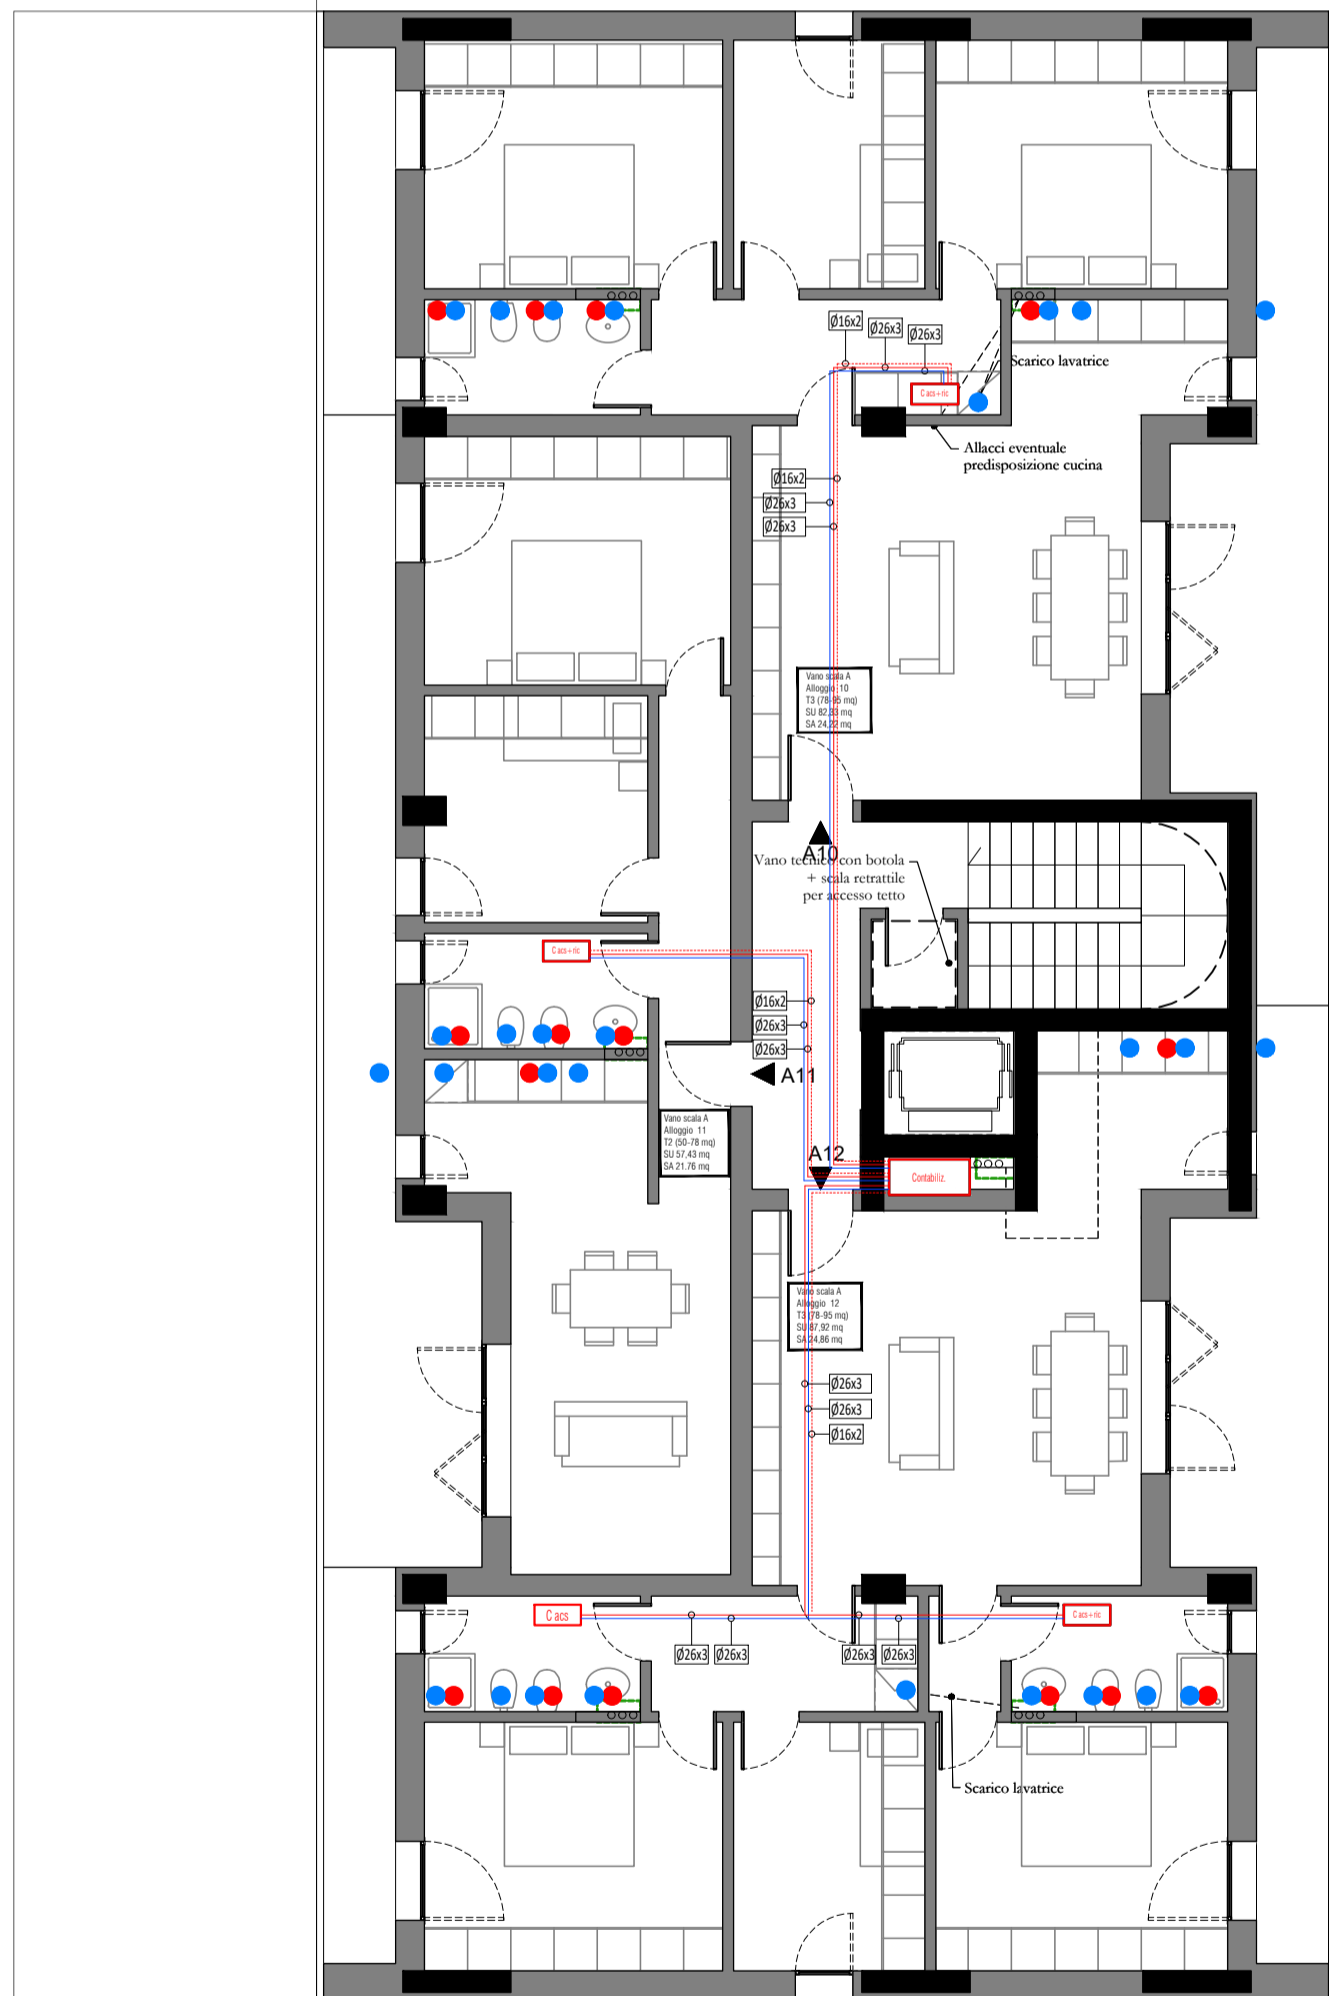 Ø16x2
Ø26x3
Ø26x3
C acs+ric
Scarico lavatrice
Allacci eventuale
predisposizione cucina
Ø16x2
Ø26x3
Ø26x3
Vano scala A
Alloggio 10
T3 (78-95 mq)
SU 82,33 mq
SA 24,22 mq
A10
Vano tecnico con botola
+ scala retrattile
per accesso tetto
C acs+ric
Ø16x2
Ø26x3
Ø26x3
A11
Vano scala A
Alloggio 11
T2 (50-78 mq)
SU 57,43 mq
SA 21.76 mq
A12
Contabiliz.
Vano scala A
Alloggio 12
T3 (78-95 mq)
SU 87,92 mq
SA 24,86 mq
Ø26x3
Ø26x3
Ø16x2
C acs
C acs+ric
Ø26x3
Ø26x3
Ø26x3
Ø26x3
Scarico lavatrice